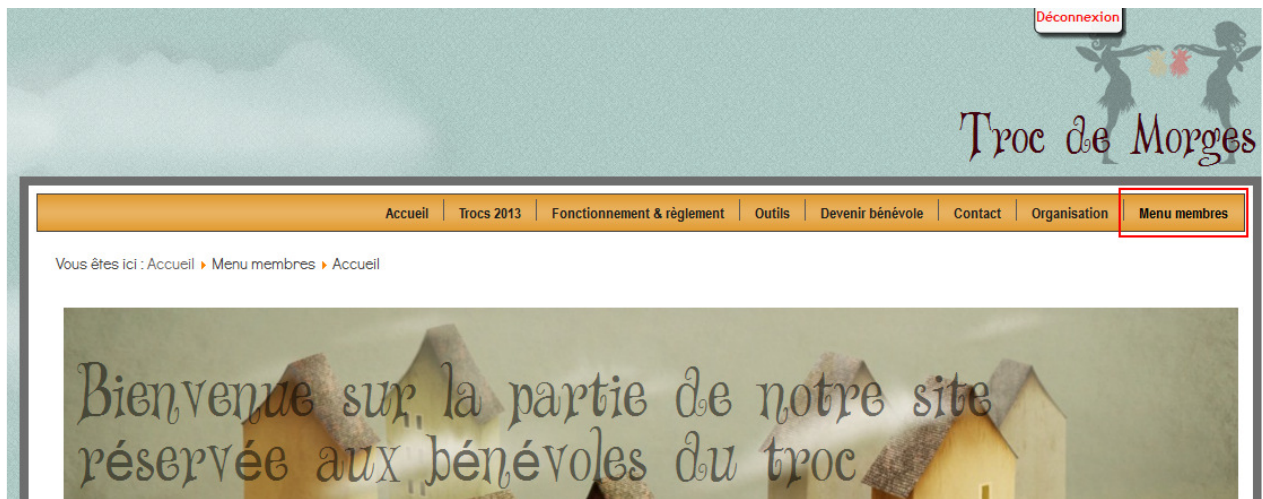 Déconnexion
Troc de Morges
Accueil Trocs 2013 Fonctionnement & règlement Outils Devenir bénévole Contact Organisation Menu membres
Vous êtes ici : Accueil Menu membres Accueil
Bienvenue sur la partie de notre site
réservée aux bénévoles du troc